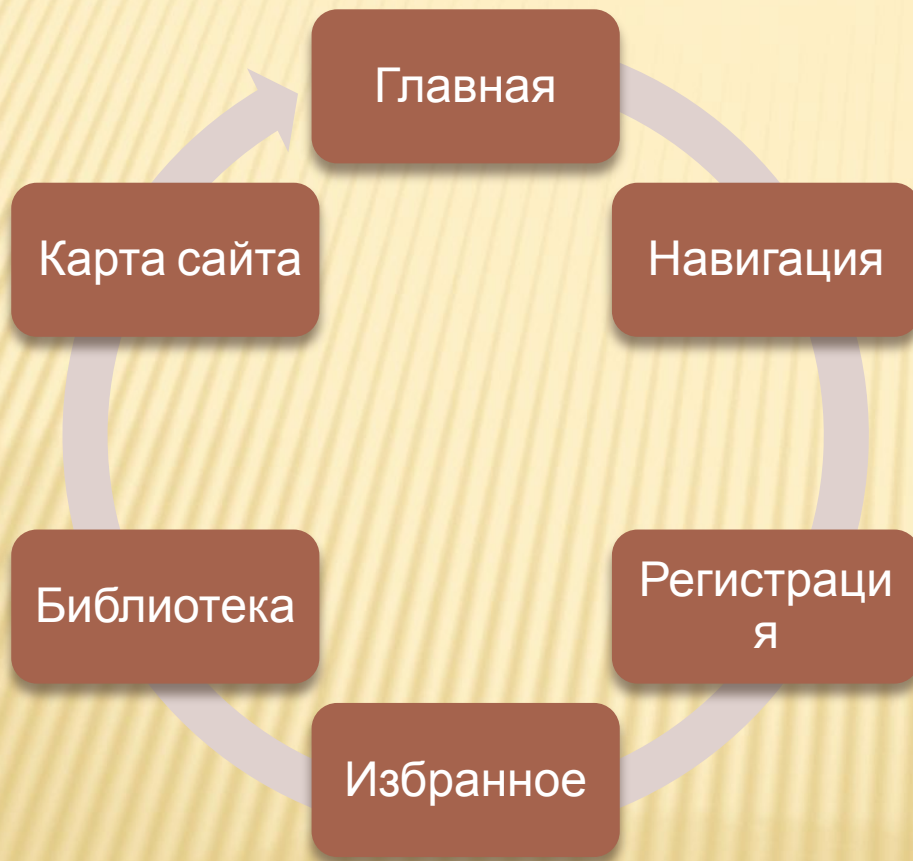 Главная
Навигация
Регистраци
я
Избранное
Библиотека
Карта сайта